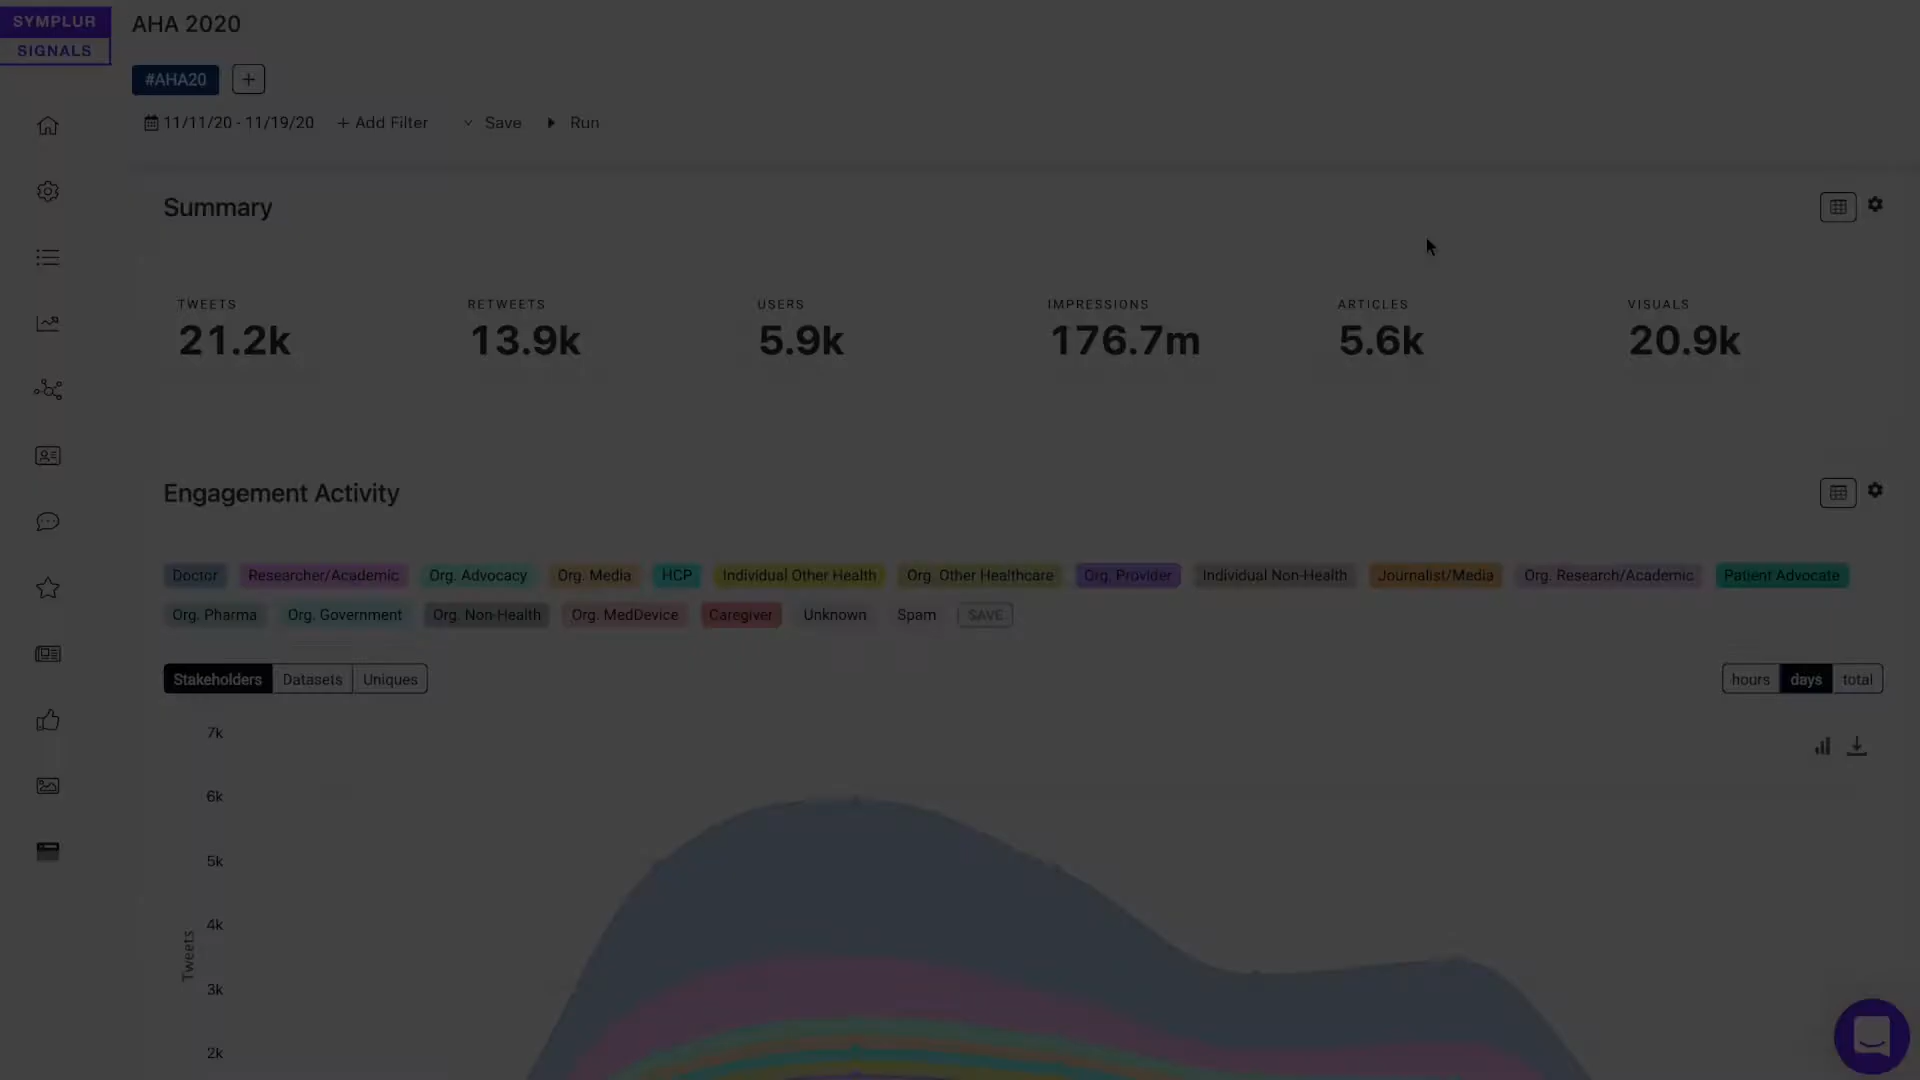 SYMPLUR
SIGNALS
AHA 2020
#AHA20 +
11/11/20 - 11/19/20 + Add Filter Save Run
Summary
TWEETS RETWEETS USERS IMPRESSIONS ARTICLES VISUALS
21.2k 13.9k 5.9k 176.7m 5.6k 20.9k
Engagement Activity
Doctor Researcher/Academic Org. Advocacy Org. Media HCP Individual Other Health Org. Other Healthcare Org. Provider Individual Non-Health Journalist/Media Org. Research/Academic Patient Advocate
Org. Pharma Org. Government Org. Non-Health Org. MedDevice Caregiver Unknown Spam SAVE
Stakeholders Datasets Uniques hours days total
7k
6k
5k
4k
Tweets
3k
2k